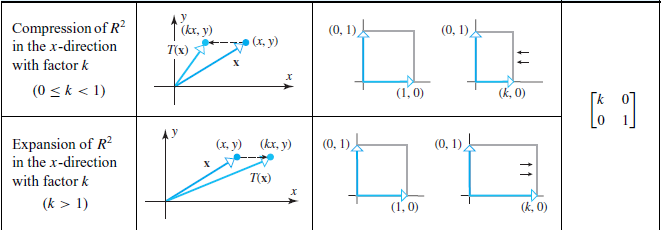 Compression of R²
in the x-direction
with factor k
(0 ≤ k < 1)
y
(kx, y)
(x, y)
T(x)
x
x
(0, 1)
(1, 0)
(0, 1)
(k, 0)
Expansion of R²
in the x-direction
with factor k
(k > 1)
y
(x, y) (kx, y)
x
T(x)
x
(0, 1)
(1, 0)
(0, 1)
(k, 0)
[k 0]
[0 1]